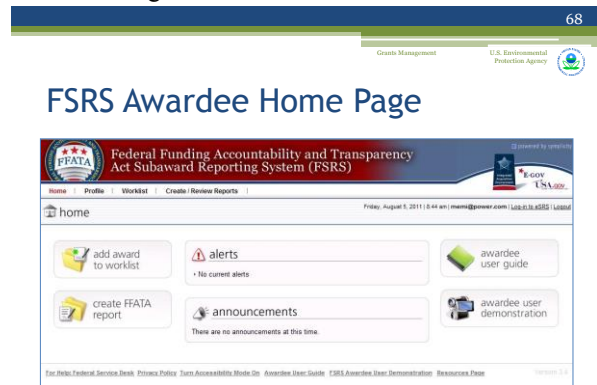 68
Grants Management
U.S. Environmental
Protection Agency
FSRS Awardee Home Page
FFATA
Federal Funding Accountability and Transparency
Act Subaward Reporting System (FSRS)
powered by symplicity
E-GOV
USA.gov
Home Profile Worklist Create / Review Reports
home
Friday, August 5, 2011 | 8:44 am | memi@power.com | Log-in to eSRS | Logout
add award
to worklist
alerts
• No current alerts
awardee
user guide
create FFATA
report
announcements
There are no announcements at this time.
awardee user
demonstration
For Help: Federal Service Desk Privacy Policy Turn Accessibility Mode On Awardee User Guide FSRS Awardee User Demonstration Resources Page